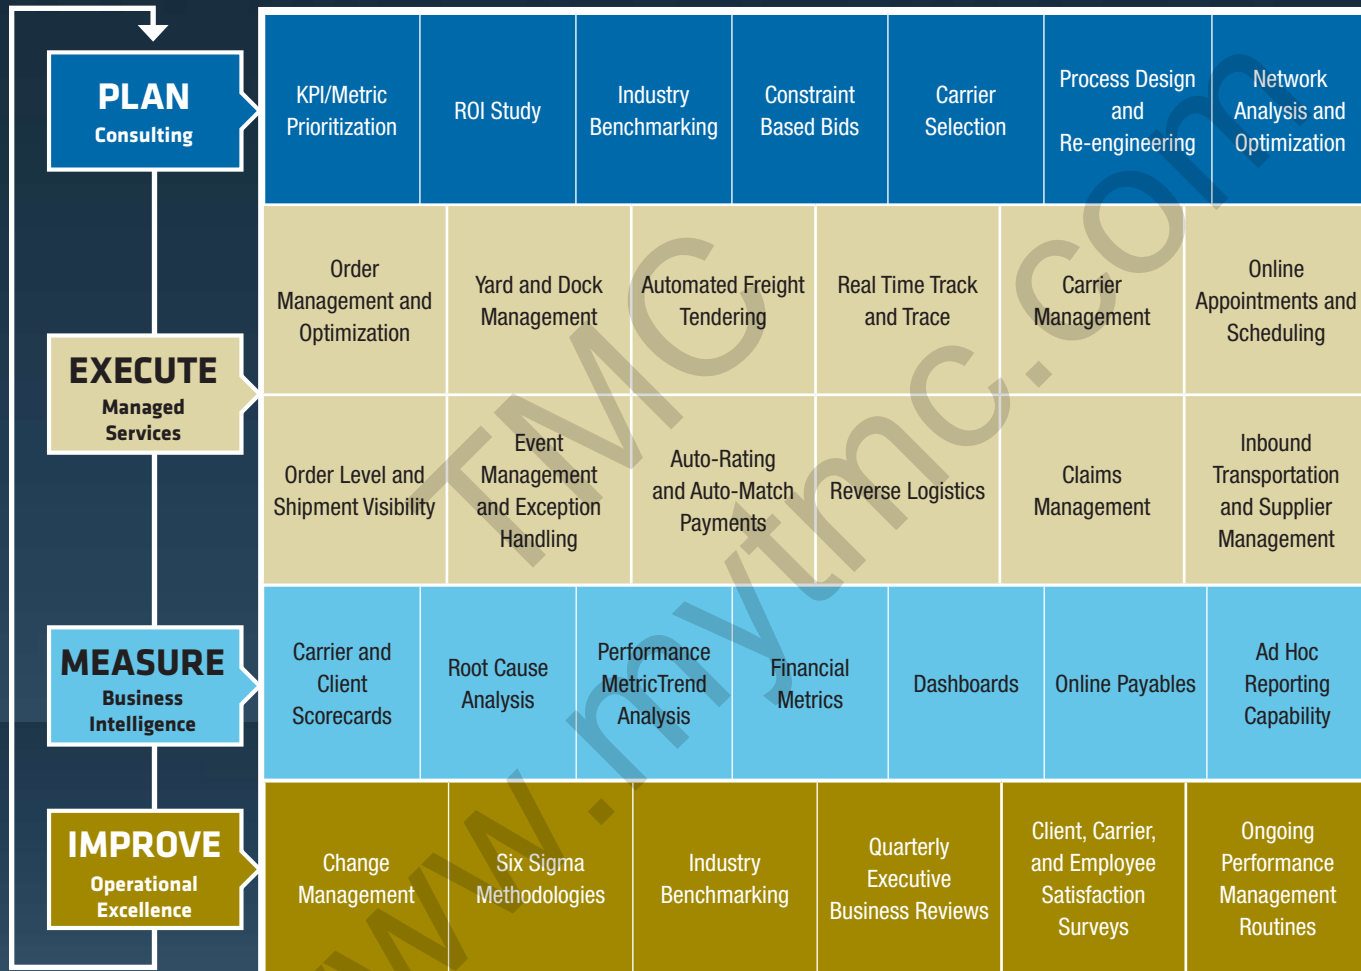 PLAN
Consulting
KPI/Metric
Prioritization
ROI Study
Industry
Benchmarking
Constraint
Based Bids
Carrier
Selection
Process Design
and
Re-engineering
Network
Analysis and
Optimization
EXECUTE
Managed
Services
Order
Management and
Optimization
Yard and Dock
Management
Automated Freight
Tendering
Real Time Track
and Trace
Carrier
Management
Online
Appointments and
Scheduling
Order Level and
Shipment Visibility
Event
Management
and Exception
Handling
Auto-Rating
and Auto-Match
Payments
Reverse Logistics
Claims
Management
Inbound
Transportation
and Supplier
Management
MEASURE
Business
Intelligence
Carrier and
Client
Scorecards
Root Cause
Analysis
Performance
MetricTrend
Analysis
Financial
Metrics
Dashboards
Online Payables
Ad Hoc
Reporting
Capability
IMPROVE
Operational
Excellence
Change
Management
Six Sigma
Methodologies
Industry
Benchmarking
Quarterly
Executive
Business Reviews
Client, Carrier,
and Employee
Satisfaction
Surveys
Ongoing
Performance
Management
Routines
TMC
www.mytmc.com